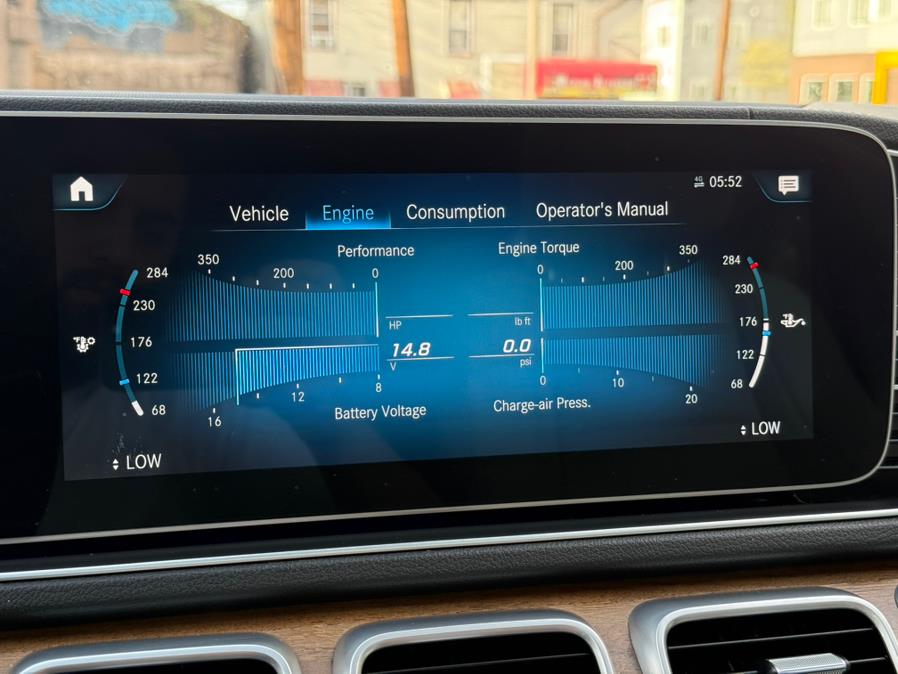 4G 05:52
Vehicle Engine Consumption Operator's Manual
Performance Engine Torque
350 200 0 0 200 350
284 230 176 122 68
HP
14.8
V
lb ft
0.0
psi
284 230 176 122 68
16 12 8 0 10 20
Battery Voltage Charge-air Press.
LOW LOW